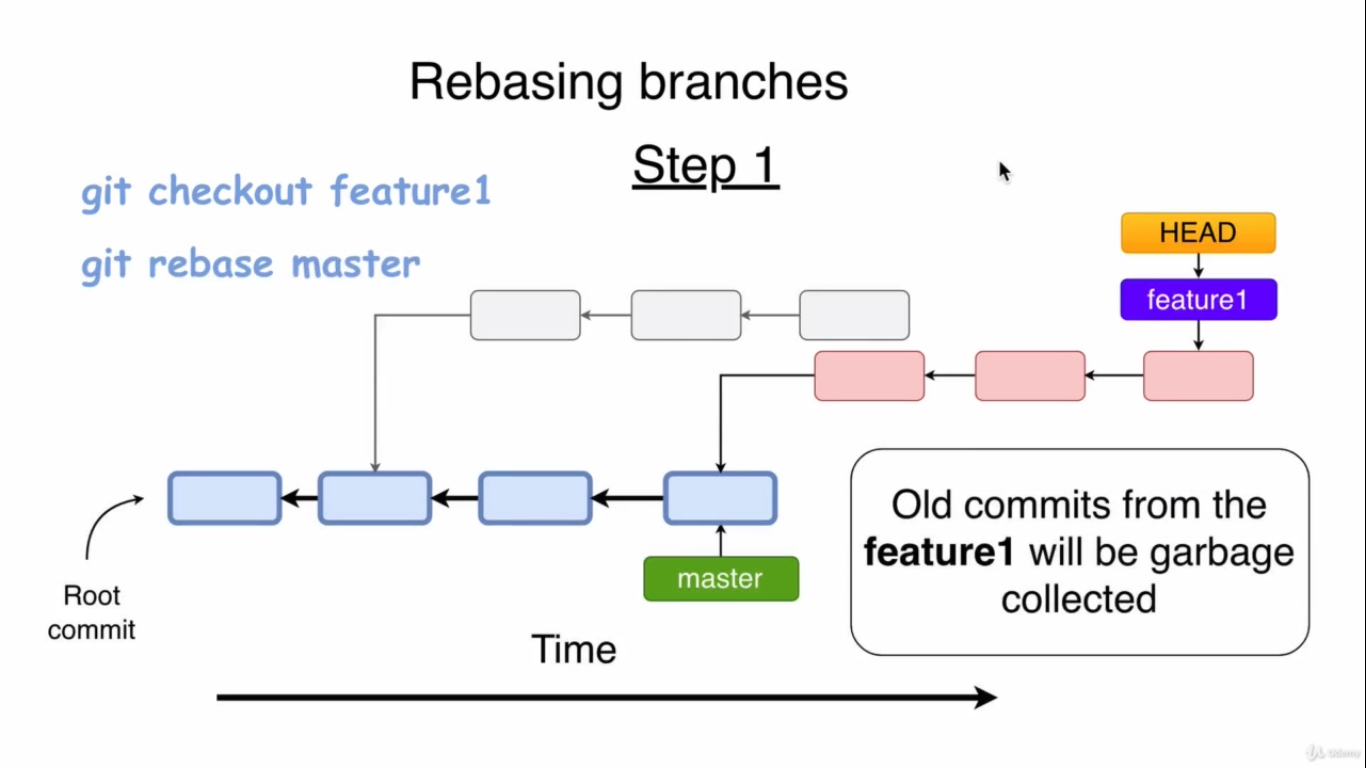 Rebasing branches
Step 1
git checkout feature1
git rebase master
HEAD
feature1
Old commits from the
feature1 will be garbage
collected
master
Root
commit
Time
Udemy